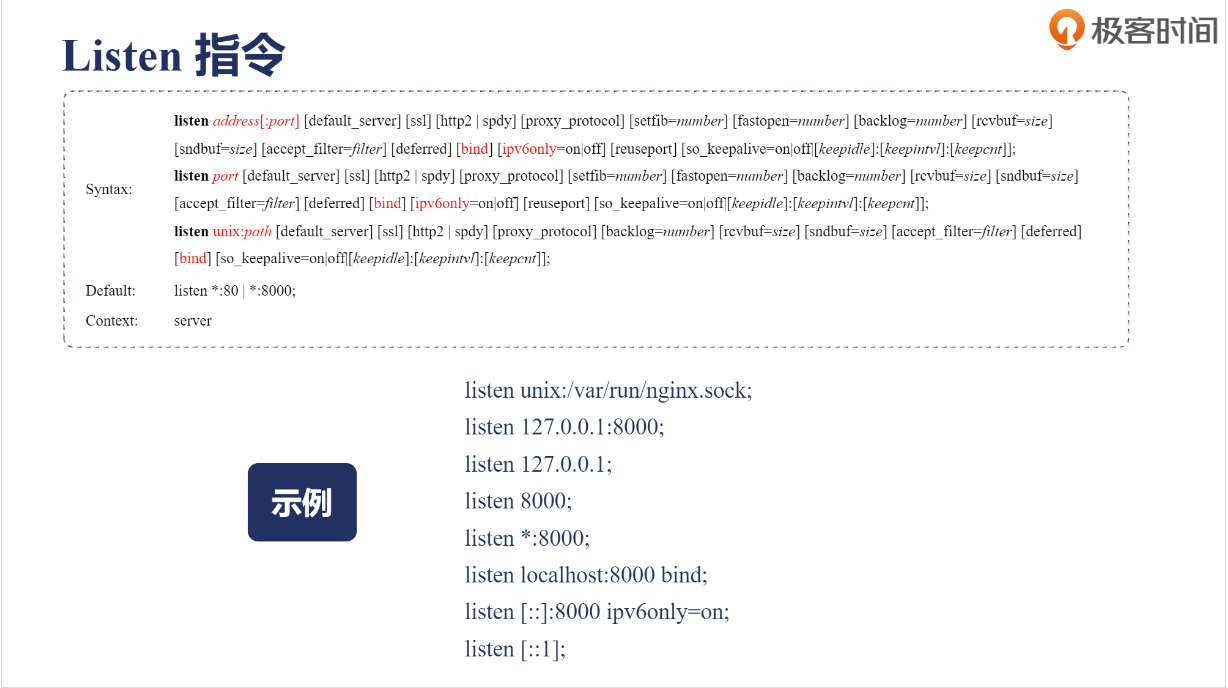 Listen 指令
极客时间
listen address[:port] [default_server] [ssl] [http2 | spdy] [proxy_protocol] [setfib=number] [fastopen=number] [backlog=number] [rcvbuf=size]
[sndbuf=size] [accept_filter=filter] [deferred] [bind] [ipv6only=on|off] [reuseport] [so_keepalive=on|off|[keepidle]:[keepintvl]:[keepcnt]];
Syntax:
listen port [default_server] [ssl] [http2 | spdy] [proxy_protocol] [setfib=number] [fastopen=number] [backlog=number] [rcvbuf=size] [sndbuf=size]
[accept_filter=filter] [deferred] [bind] [ipv6only=on|off] [reuseport] [so_keepalive=on|off|[keepidle]:[keepintvl]:[keepcnt]];
listen unix:path [default_server] [ssl] [http2 | spdy] [proxy_protocol] [backlog=number] [rcvbuf=size] [sndbuf=size] [accept_filter=filter] [deferred]
[bind] [so_keepalive=on|off|[keepidle]:[keepintvl]:[keepcnt]];
Default: listen *:80 | *:8000;
Context: server
示例
listen unix:/var/run/nginx.sock;
listen 127.0.0.1:8000;
listen 127.0.0.1;
listen 8000;
listen *:8000;
listen localhost:8000 bind;
listen [::]:8000 ipv6only=on;
listen [::1];